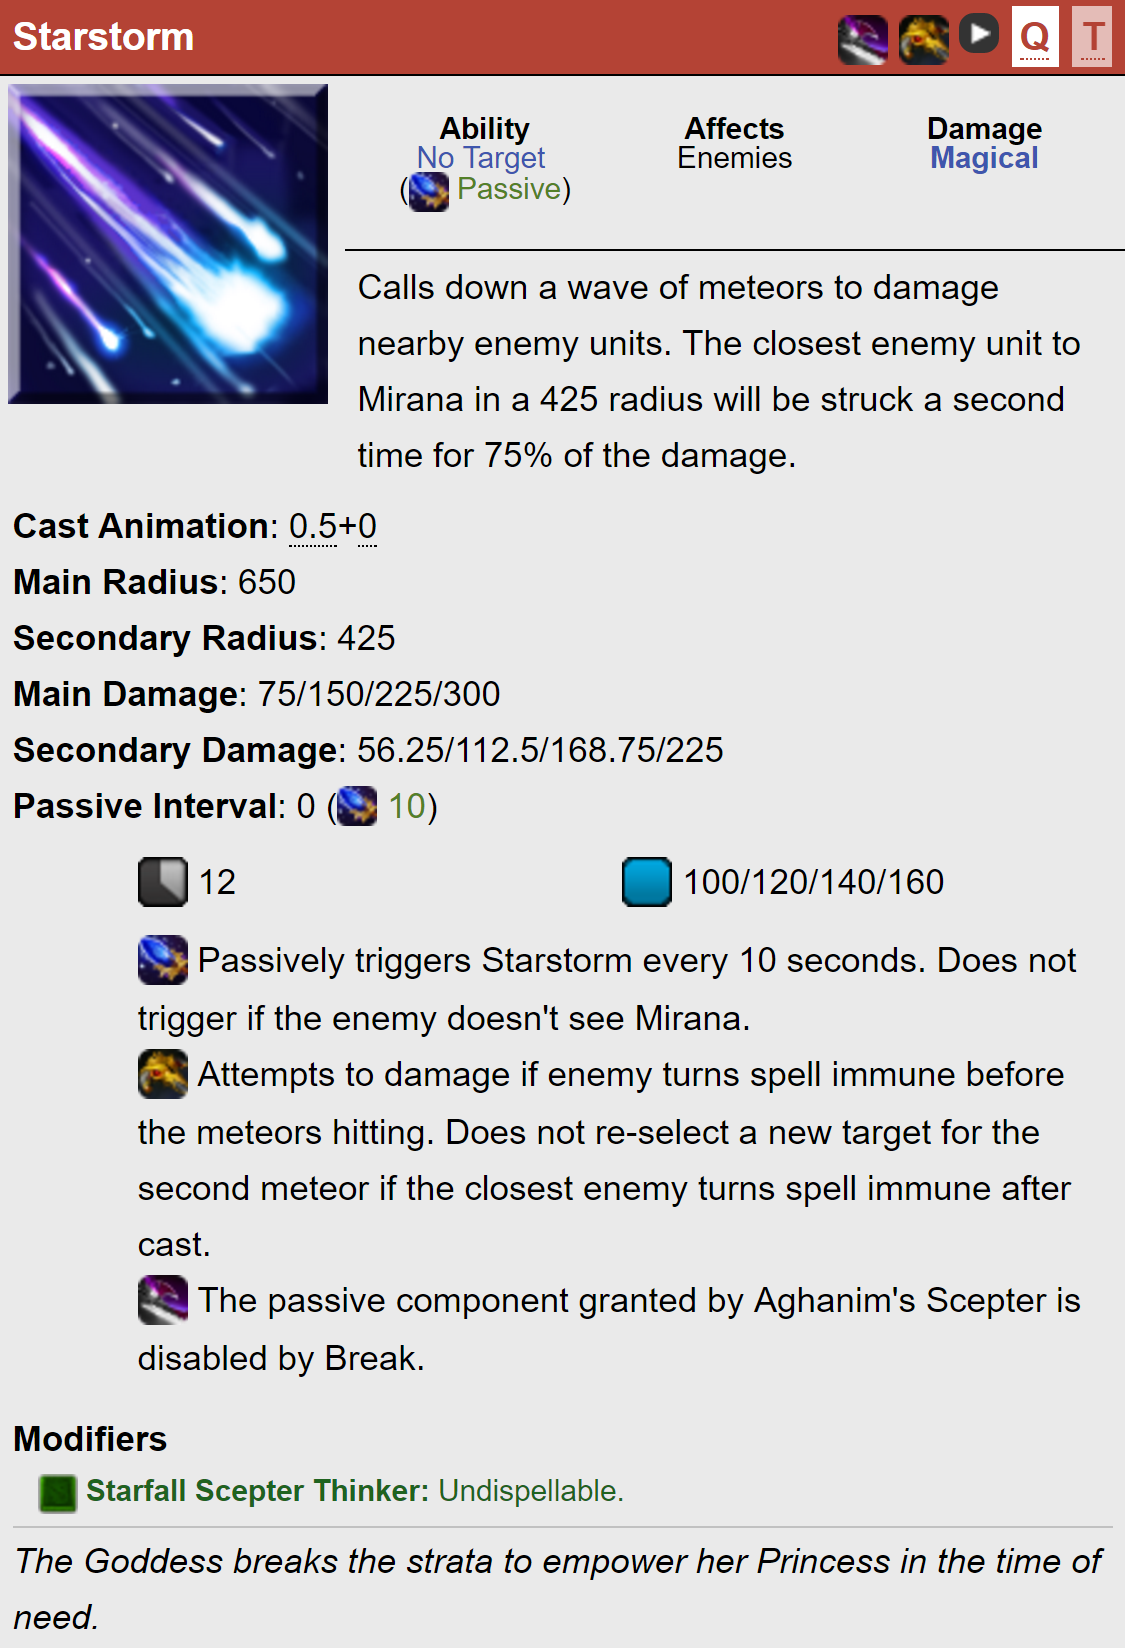 Starstorm
Q T
Ability
No Target
(Passive)
Affects
Enemies
Damage
Magical
Calls down a wave of meteors to damage
nearby enemy units. The closest enemy unit to
Mirana in a 425 radius will be struck a second
time for 75% of the damage.
Cast Animation: 0.5+0
Main Radius: 650
Secondary Radius: 425
Main Damage: 75/150/225/300
Secondary Damage: 56.25/112.5/168.75/225
Passive Interval: 0 ( 10)
12
100/120/140/160
Passively triggers Starstorm every 10 seconds. Does not
trigger if the enemy doesn't see Mirana.
Attempts to damage if enemy turns spell immune before
the meteors hitting. Does not re-select a new target for the
second meteor if the closest enemy turns spell immune after
cast.
The passive component granted by Aghanim's Scepter is
disabled by Break.
Modifiers
Starfall Scepter Thinker: Undispellable.
The Goddess breaks the strata to empower her Princess in the time of
need.